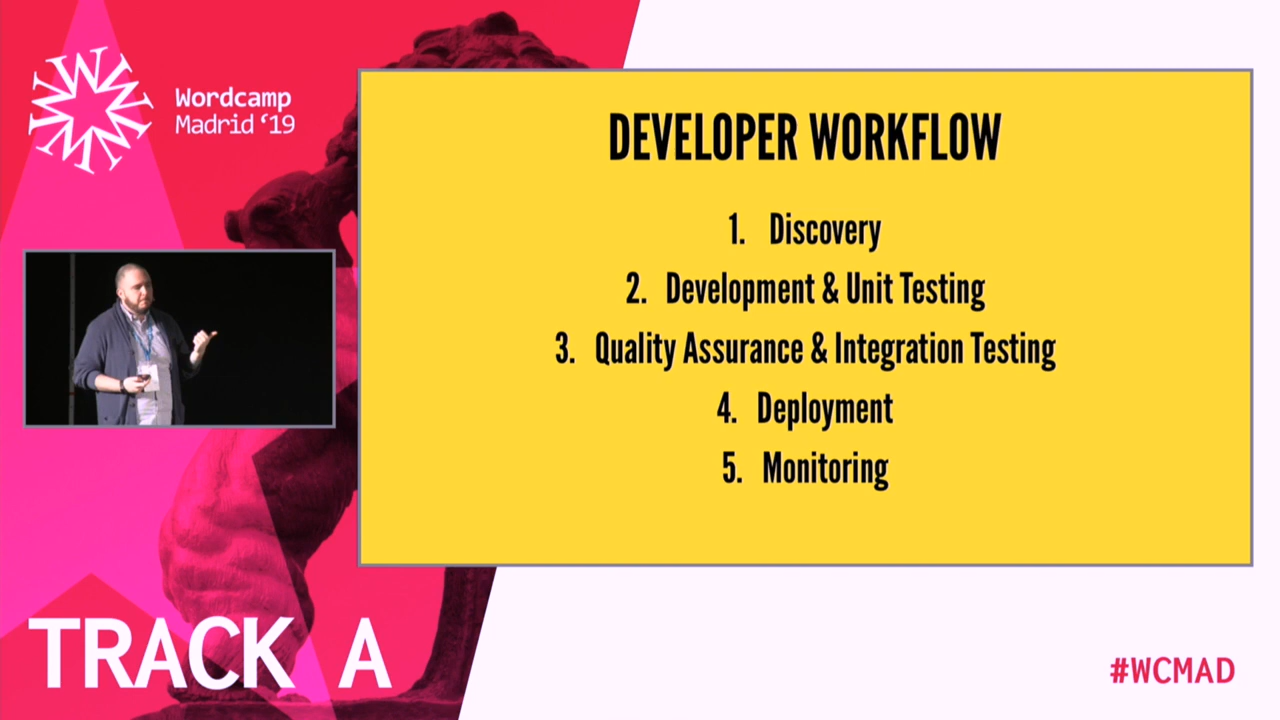 Wordcamp
Madrid ‘19
DEVELOPER WORKFLOW
1. Discovery
2. Development & Unit Testing
3. Quality Assurance & Integration Testing
4. Deployment
5. Monitoring
TRACK A
#WCMAD